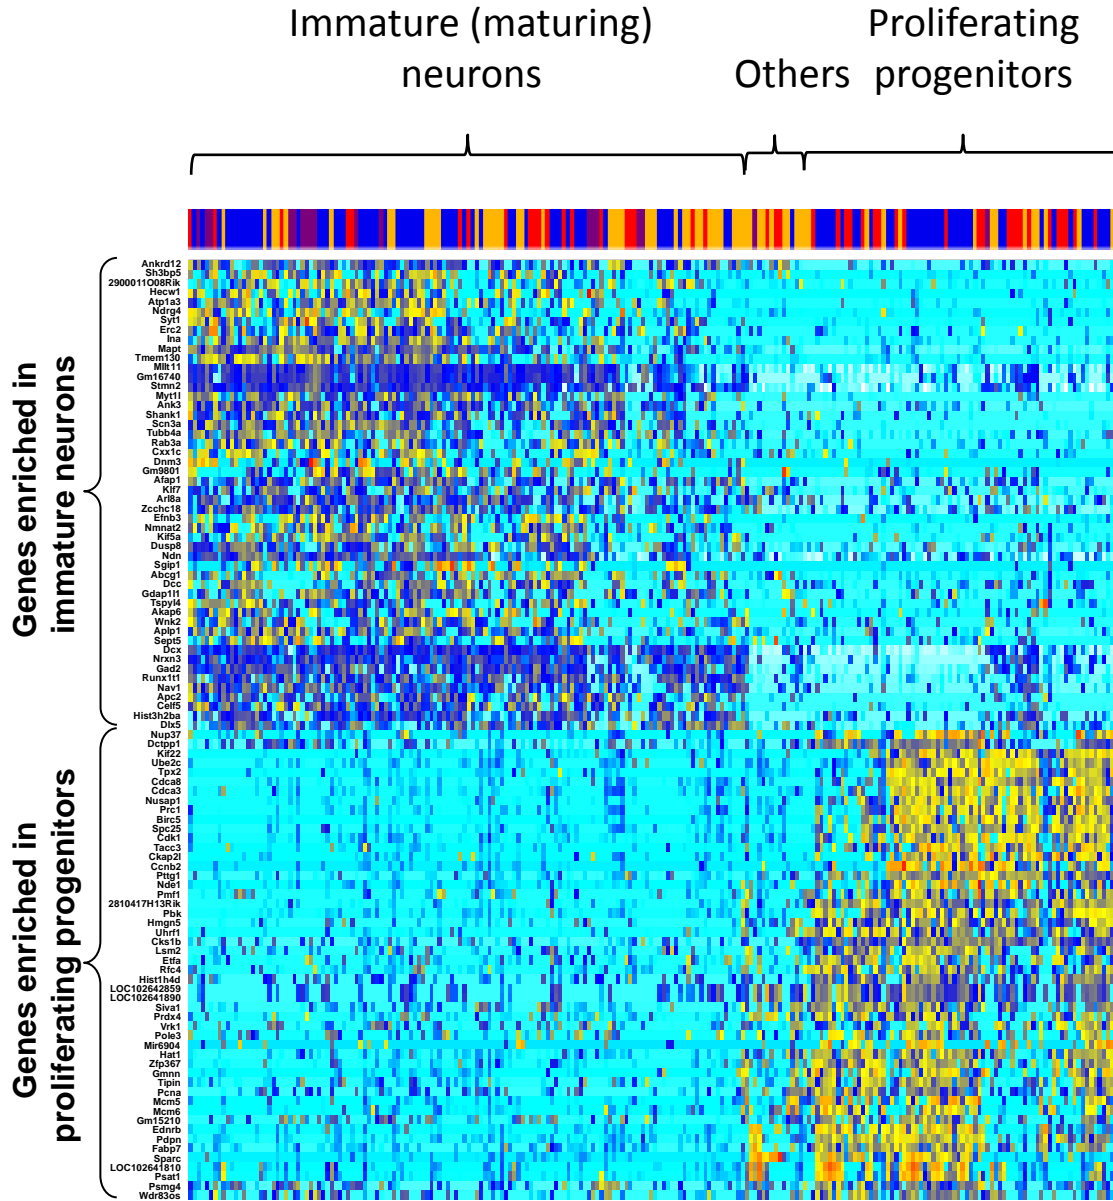 Immature (maturing)
neurons
Others
Proliferating
progenitors
Genes enriched in
immature neurons
Ankrd12
Sh3bp5
2900011O08Rik
Hecw1
Atp1a3
Ndrg4
Syt1
Erc2
Ina
Mapt
Tmem130
Mllt11
Gm16740
Stmn2
Myt1l
Ank3
Shank1
Scn3a
Tubb4a
Rab3a
Cxx1c
Dnm3
Gm9801
Afap1
Klf7
Arl8a
Zcchc18
Efnb3
Nmnat2
Kif5a
Dusp8
Ndn
Sgip1
Abcg1
Dcc
Gdap1l1
Tspyl4
Akap6
Wnk2
Aplp1
Sept5
Dcx
Nrxn3
Gad2
Runx1t1
Nav1
Apc2
Celf5
Hist3h2ba
Dlx5
Genes enriched in
proliferating progenitors
Nup37
Dctpp1
Kif22
Ube2c
Tpx2
Cdca8
Cdca3
Nusap1
Prc1
Birc5
Spc25
Cdk1
Tacc3
Ckap2l
Ccnb2
Pttg1
Nde1
Pmf1
2810417H13Rik
Pbk
Hmgn5
Uhrf1
Cks1b
Lsm2
Etfa
Rfc4
Hist1h4d
LOC102642859
LOC102641890
Siva1
Prdx4
Vrk1
Pole3
Mir6904
Hat1
Zfp367
Gmnn
Tipin
Pcna
Mcm5
Mcm6
Gm15210
Ednrb
Pdpn
Fabp7
Sparc
LOC102641810
Psat1
Psmg4
Wdr83os